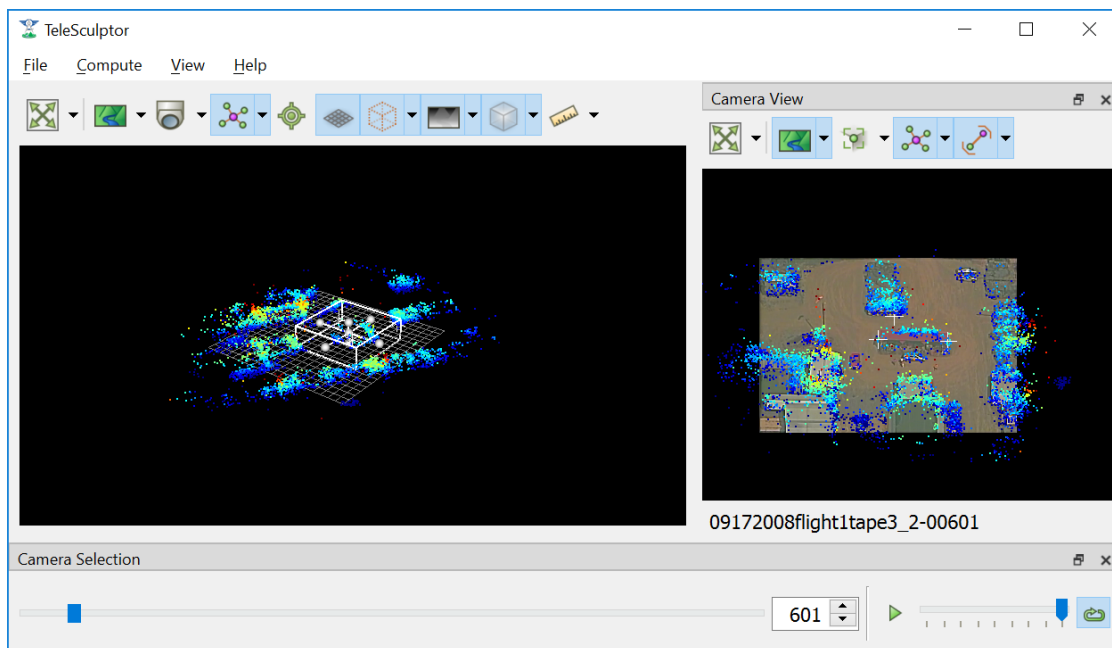 TeleSculptor
File Compute View Help
Camera View
09172008flight1tape3_2-00601
Camera Selection
601